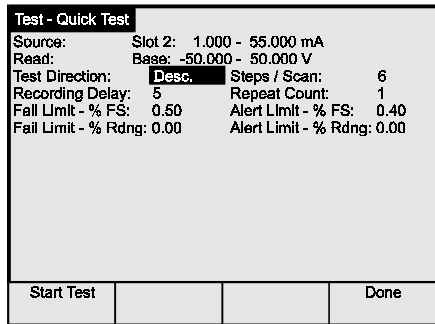 Test - Quick Test
Source: Slot 2: 1.000 - 55.000 mA
Read: Base: -50.000 - 50.000 V
Test Direction: Desc. Steps / Scan: 6
Recording Delay: 5 Repeat Count: 1
Fail Limit - % FS: 0.50 Alert Limit - % FS: 0.40
Fail Limit - % Rdng: 0.00 Alert Limit - % Rdng: 0.00
Start Test Done